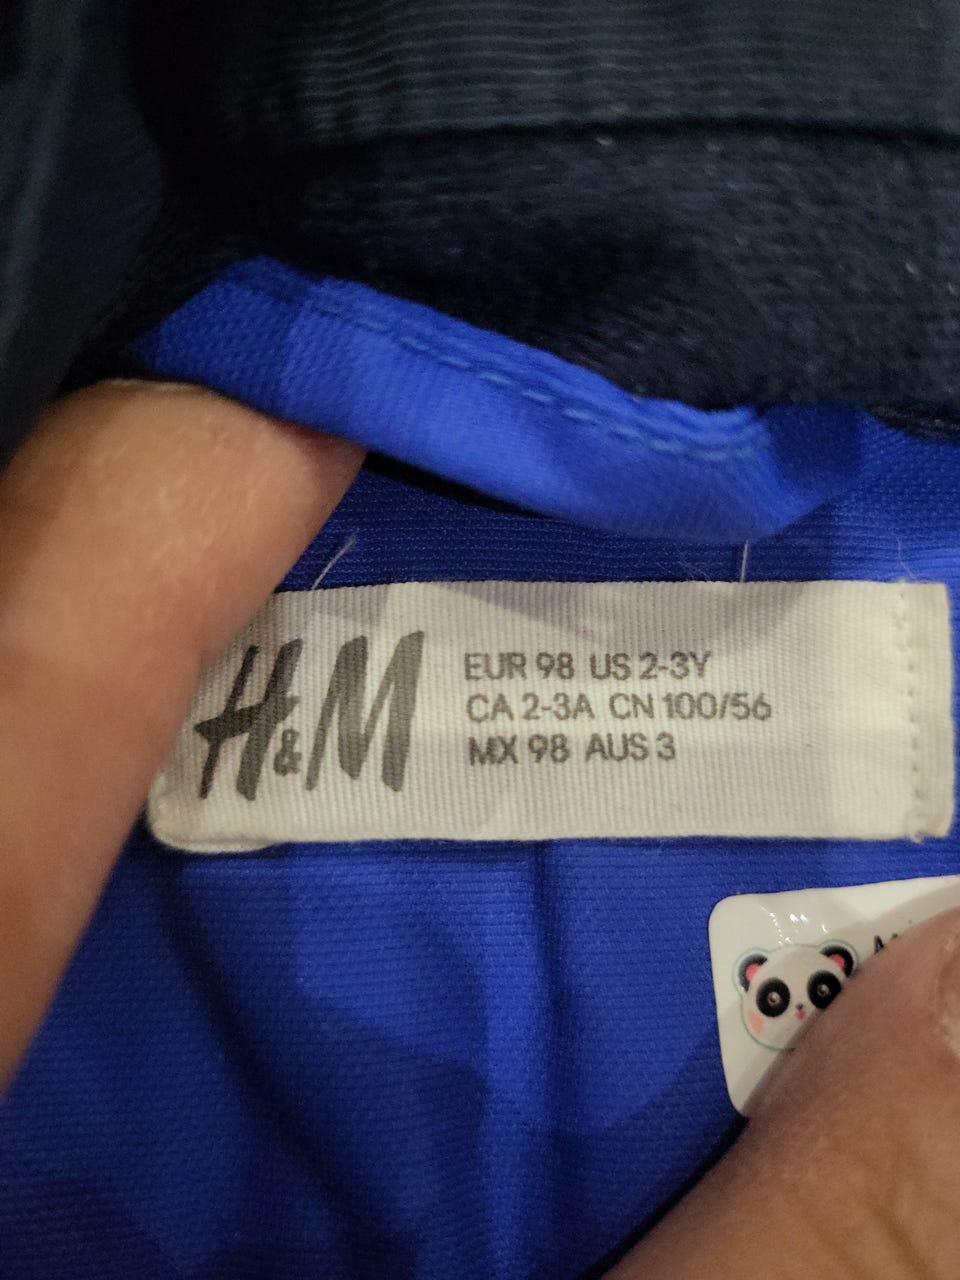 H&M
EUR 98 US 2-3Y
CA 2-3A CN 100/56
MX 98 AUS 3